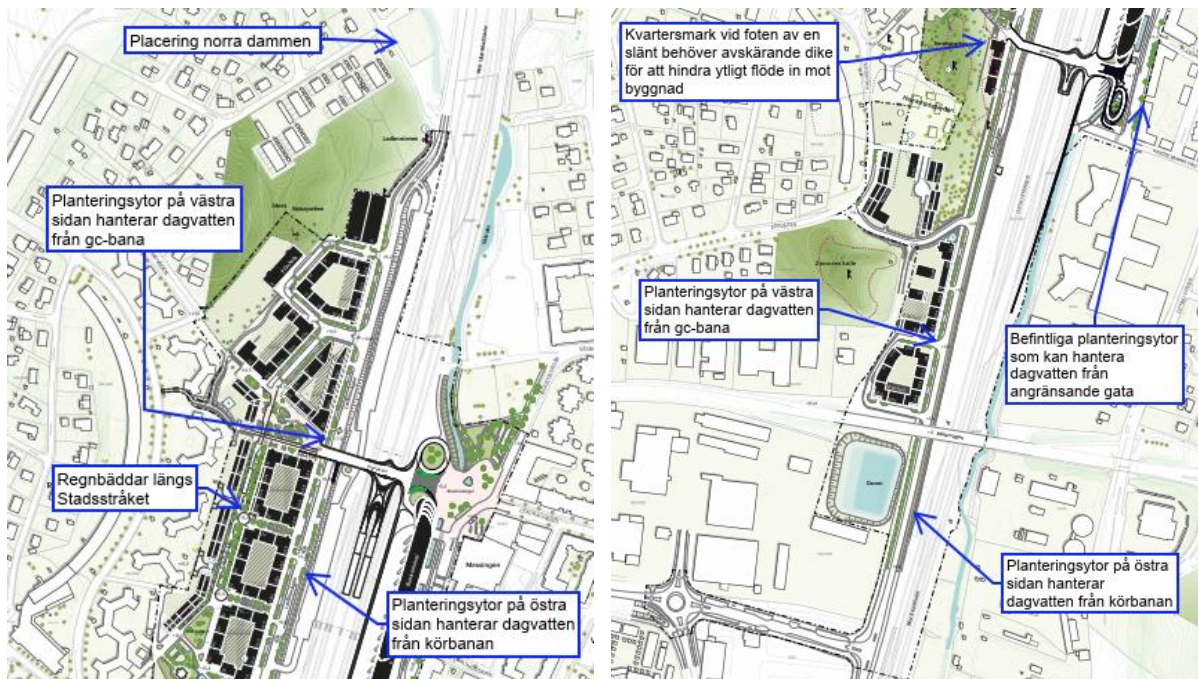 Placering norra dammen
Planteringsytor på västra
sidan hanterar dagvatten
från gc-bana
Regnbäddar längs
Stadsstråket
Planteringsytor på östra
sidan hanterar dagvatten
från körbanan
Messingen
Kvartersmark vid foten av en
slänt behöver avskärande dike
för att hindra ytligt flöde in mot
byggnad
Planteringsytor på västra
sidan hanterar dagvatten
från gc-bana
Befintliga planteringsytor
som kan hantera
dagvatten från
angränsande gata
Planteringsytor på östra
sidan hanterar
dagvatten från körbanan